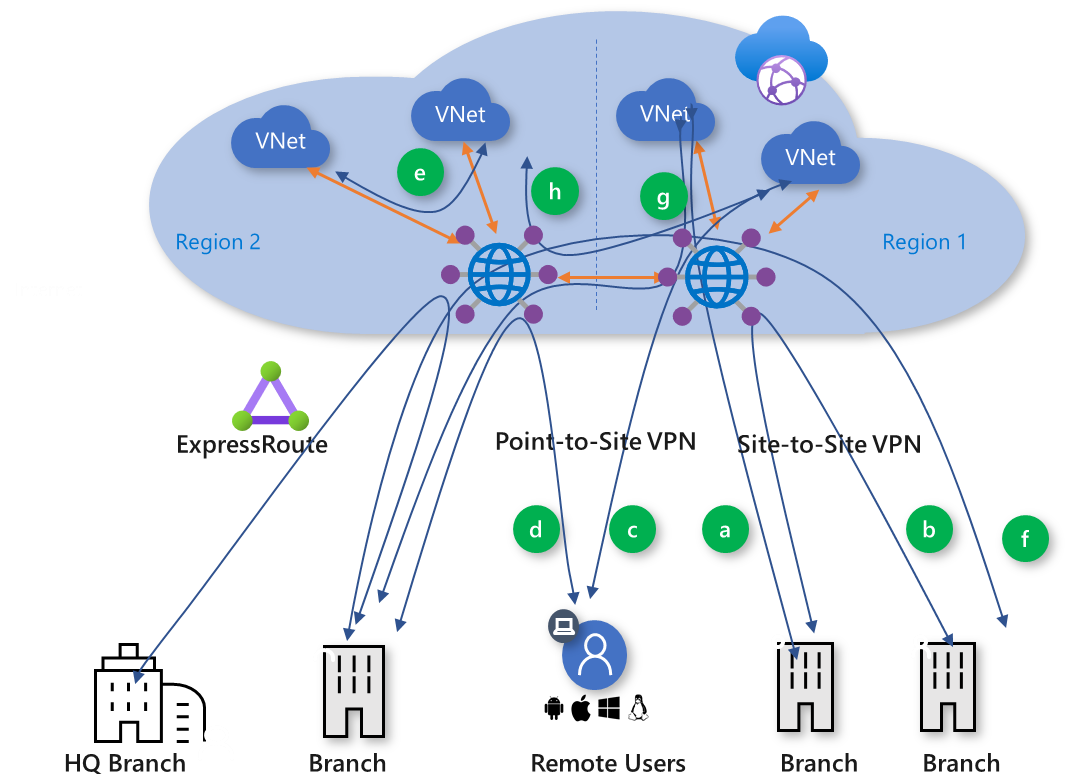 VNet
VNet
VNet
VNet
e
h
g
Region 2
Region 1
ExpressRoute
Point-to-Site VPN
Site-to-Site VPN
d
c
a
b
f
HQ Branch
Branch
Remote Users
Branch
Branch